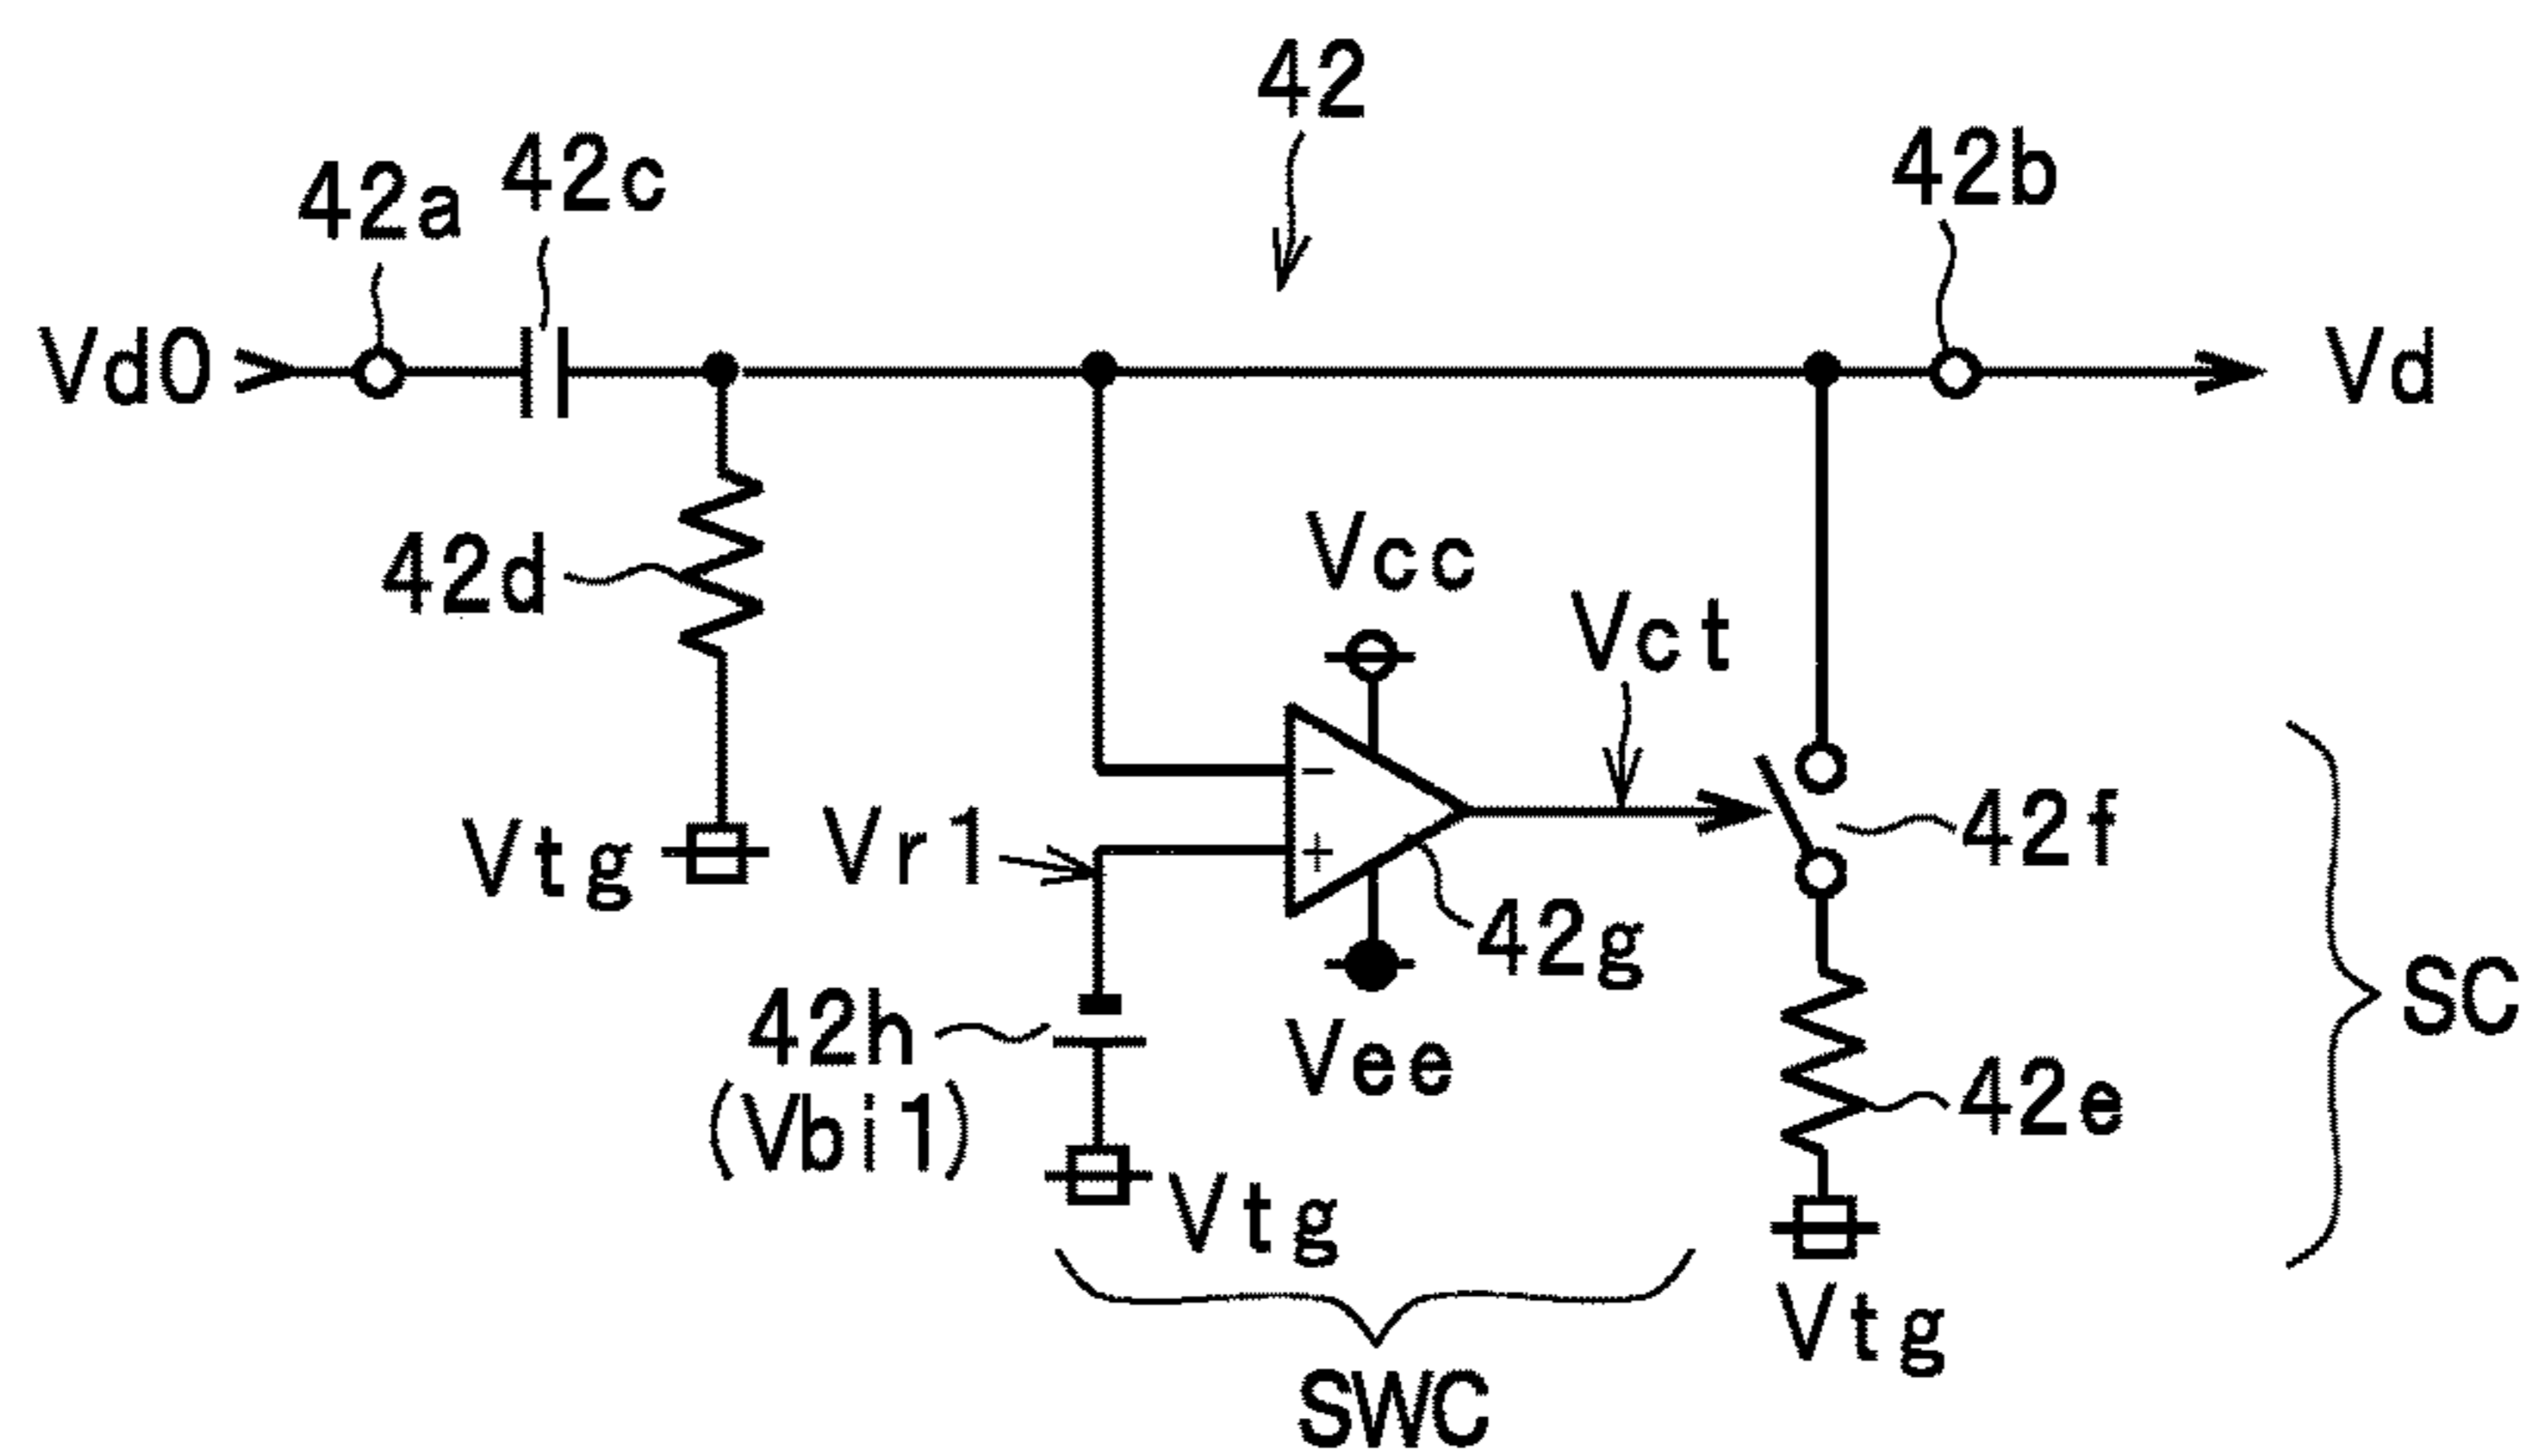 42
42a
42c
42b
Vd0
Vd
42d
Vcc
Vct
Vtg
Vr1
−
+
42f
42g
42h
(Vbi1)
Vee
SC
42e
Vtg
Vtg
SWC